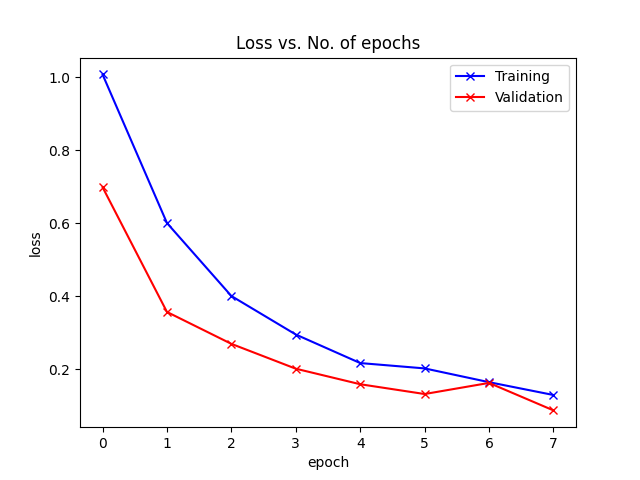 Loss vs. No. of epochs
Training
Validation
1.0
0.8
0.6
0.4
0.2
loss
0 1 2 3 4 5 6 7
epoch